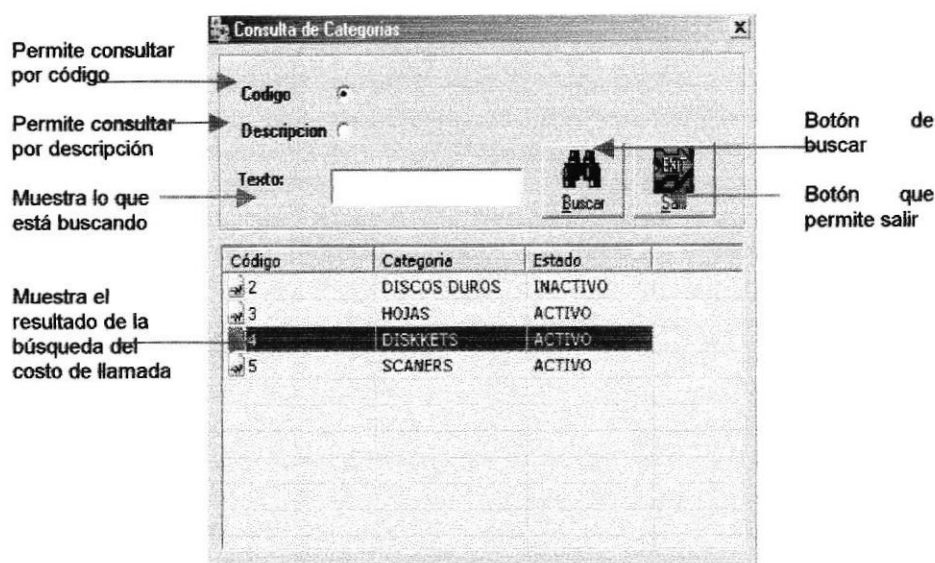 Consulta de Categorias
Permite consultar
por código
Codigo
Permite consultar
por descripción
Descripcion
Botón de
buscar
Texto:
EXIT
Muestra lo que
está buscando
Buscar
Salir
Botón que
permite salir
Código Categoria Estado
2 DISCOS DUROS INACTIVO
3 HOJAS ACTIVO
4 DISKKETS ACTIVO
5 SCANERS ACTIVO
Muestra el
resultado de la
búsqueda del
costo de llamada